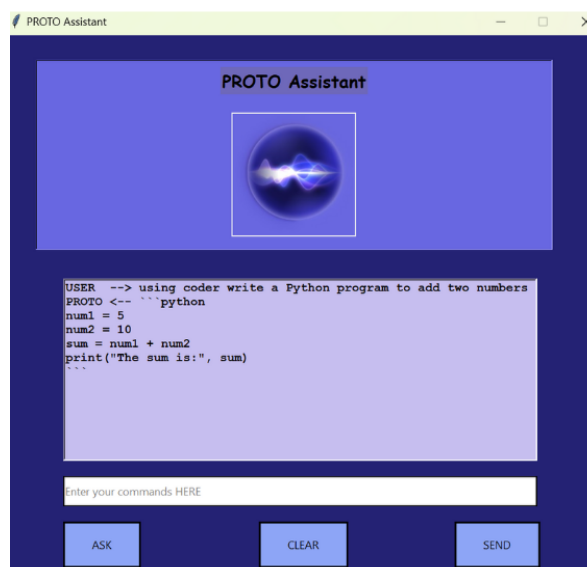 PROTO Assistant
PROTO Assistant
USER  --> using coder write a Python program to add two numbers
PROTO <-- ```python
num1 = 5
num2 = 10
sum = num1 + num2
print("The sum is:", sum)
```
Enter your commands HERE
ASK
CLEAR
SEND